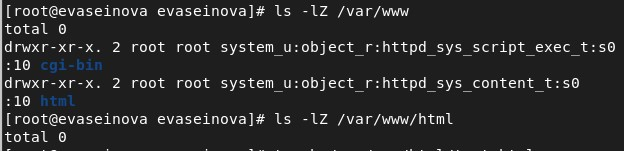 [root@evaseinova evaseinova]# ls -lZ /var/www
total 0
drwxr-xr-x. 2 root root system_u:object_r:httpd_sys_script_exec_t:s0
:10 cgi-bin
drwxr-xr-x. 2 root root system_u:object_r:httpd_sys_content_t:s0
:10 html
[root@evaseinova evaseinova]# ls -lZ /var/www/html
total 0